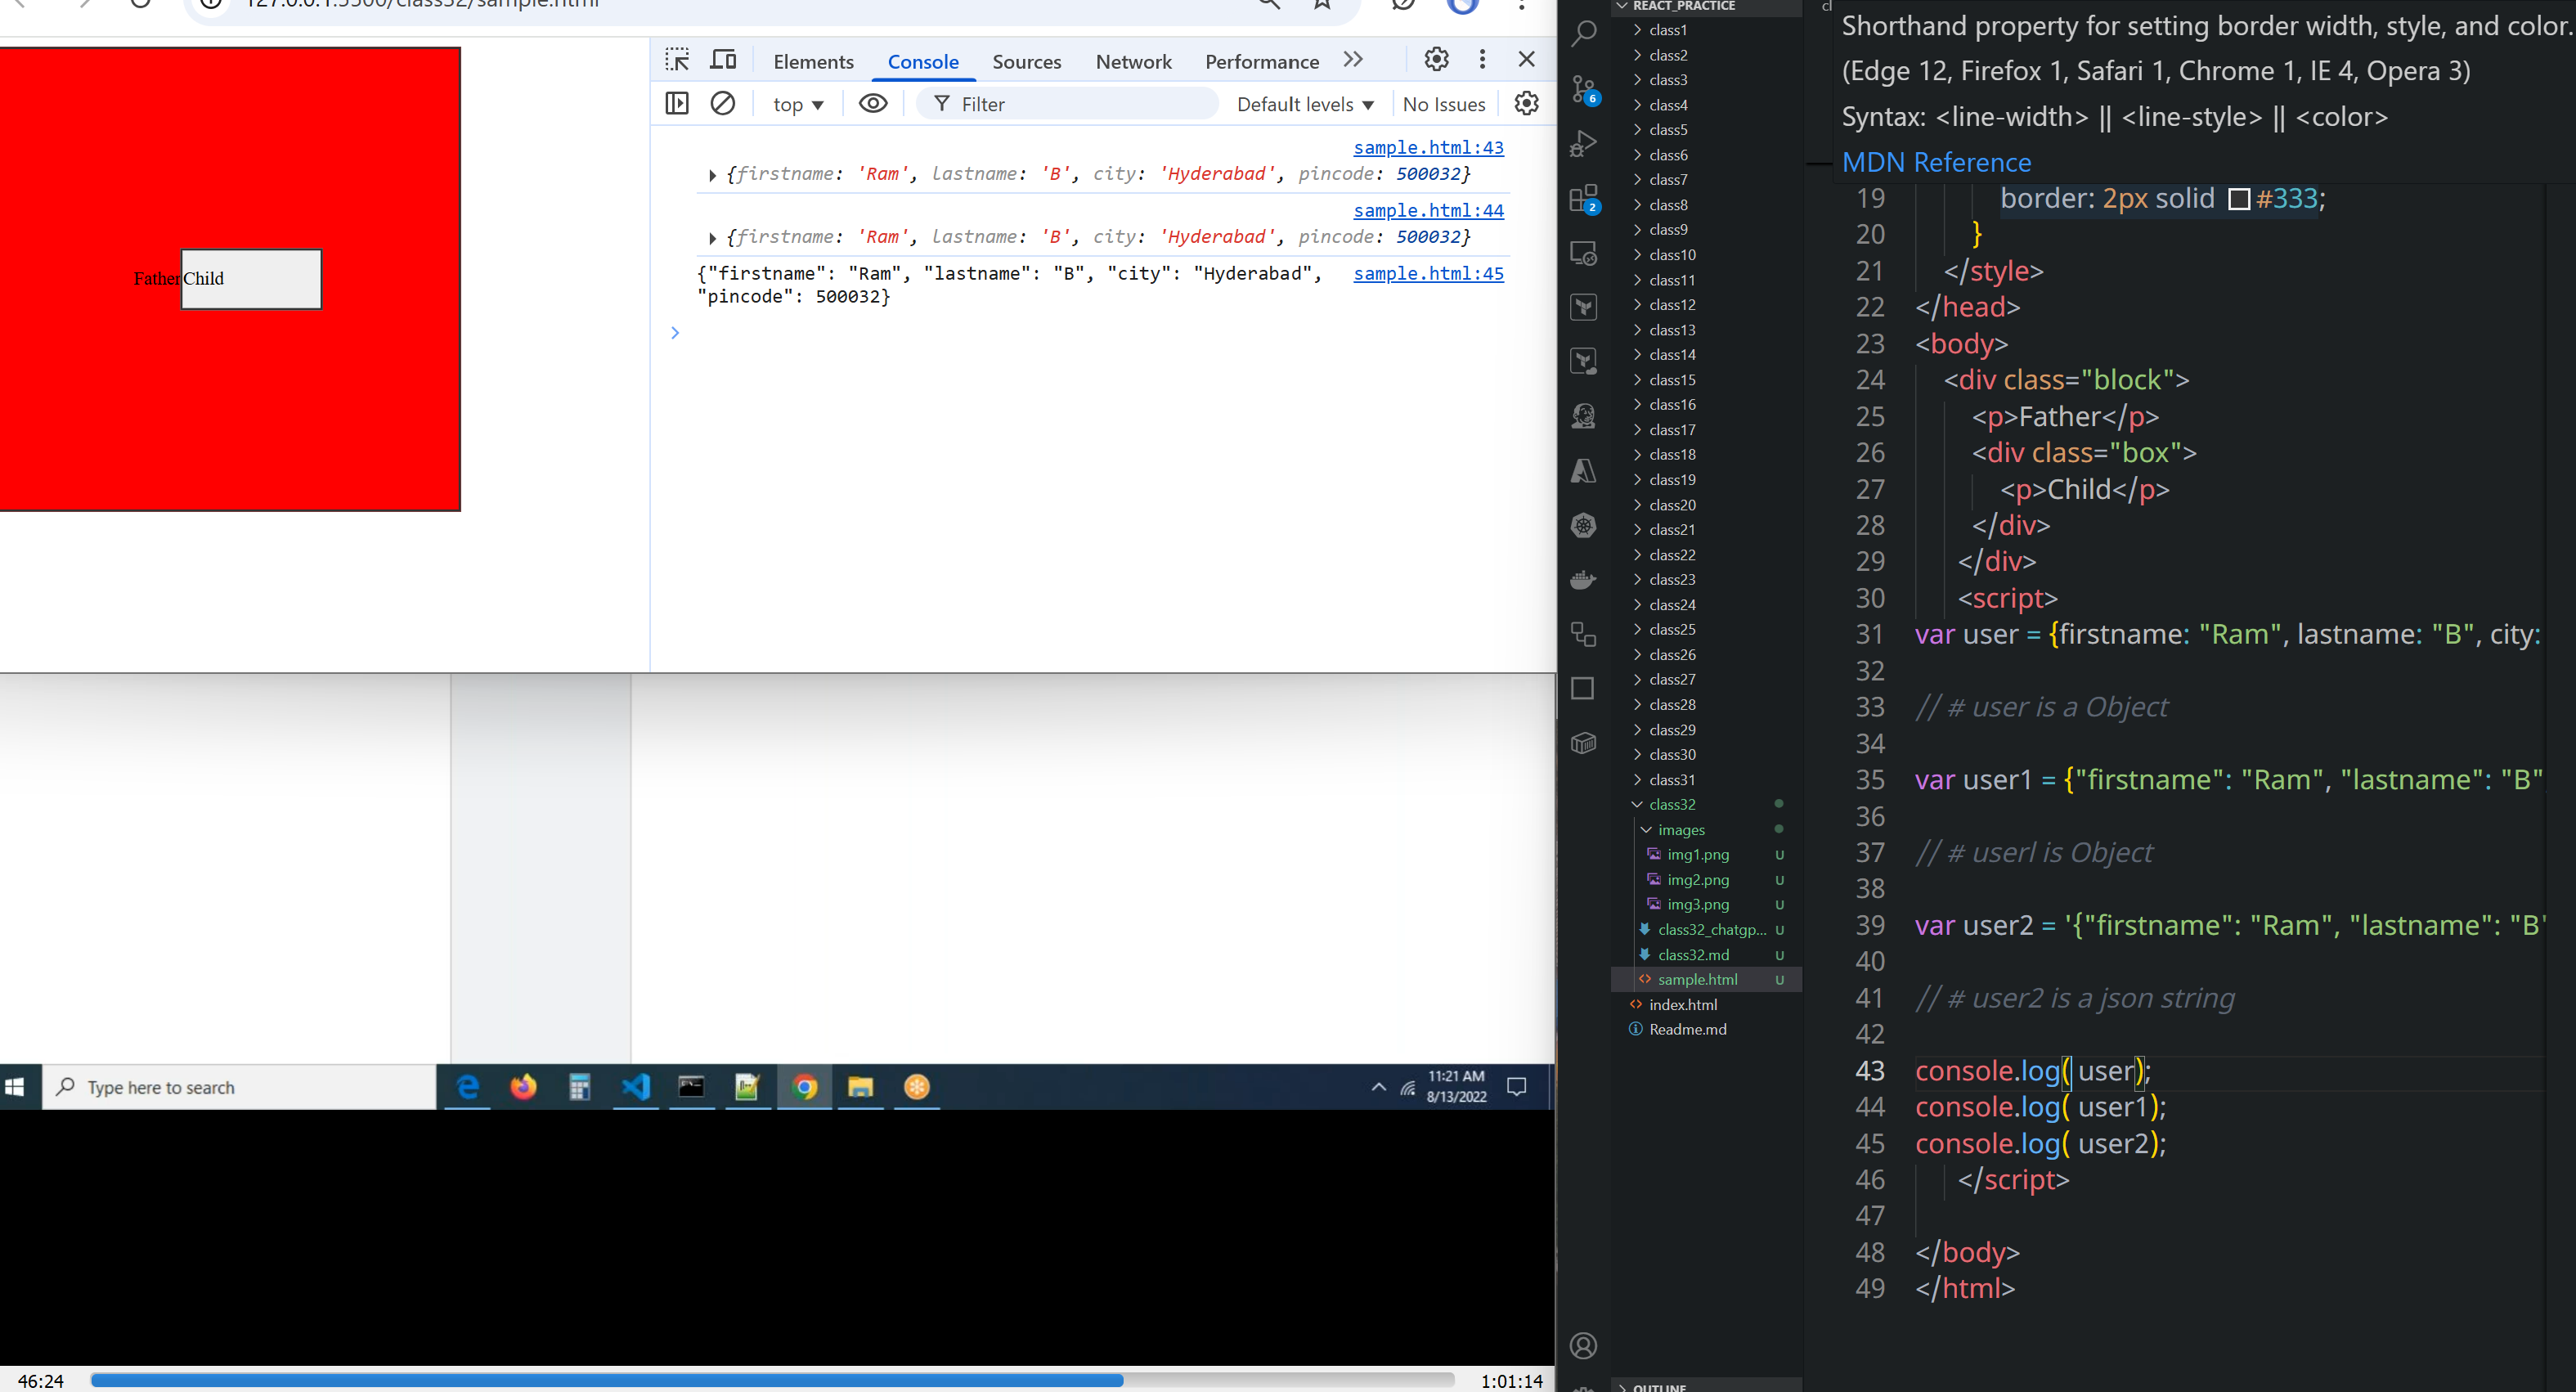 127.0.0.1:5500/class32/sample.html
Elements
Console
Sources
Network
Performance
top
Filter
Default levels
No Issues
sample.html:43
{firstname: 'Ram', lastname: 'B', city: 'Hyderabad', pincode: 500032}
sample.html:44
{firstname: 'Ram', lastname: 'B', city: 'Hyderabad', pincode: 500032}
{"firstname": "Ram", "lastname": "B", "city": "Hyderabad", sample.html:45
"pincode": 500032}
Father
Child
Type here to search
11:21 AM
8/13/2022
46:24
1:01:14
6
2
REACT_PRACTICE
class1
class2
class3
class4
class5
class6
class7
class8
class9
class10
class11
class12
class13
class14
class15
class16
class17
class18
class19
class20
class21
class22
class23
class24
class25
class26
class27
class28
class29
class30
class31
class32
images
img1.png U
img2.png U
img3.png U
class32_chatgp... U
class32.md U
sample.html U
index.html
Readme.md
OUTLINE
Shorthand property for setting border width, style, and color.
(Edge 12, Firefox 1, Safari 1, Chrome 1, IE 4, Opera 3)
Syntax: <line-width> || <line-style> || <color>
MDN Reference
19 border: 2px solid #333;
20 }
21 </style>
22 </head>
23 <body>
24 <div class="block">
25 <p>Father</p>
26 <div class="box">
27 <p>Child</p>
28 </div>
29 </div>
30 <script>
31 var user = {firstname: "Ram", lastname: "B", city:
32
33 // # user is a Object
34
35 var user1 = {"firstname": "Ram", "lastname": "B"
36
37 // # userl is Object
38
39 var user2 = '{"firstname": "Ram", "lastname": "B"
40
41 // # user2 is a json string
42
43 console.log( user);
44 console.log( user1);
45 console.log( user2);
46 </script>
47
48 </body>
49 </html>